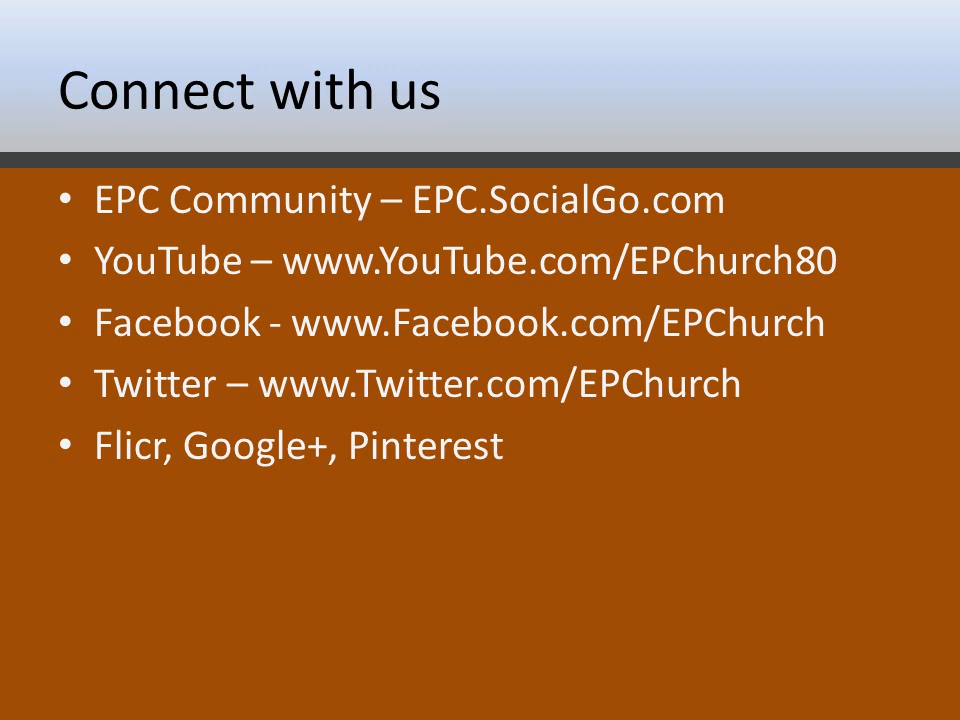 Connect with us
• EPC Community – EPC.SocialGo.com
• YouTube – www.YouTube.com/EPChurch80
• Facebook - www.Facebook.com/EPChurch
• Twitter – www.Twitter.com/EPChurch
• Flicr, Google+, Pinterest